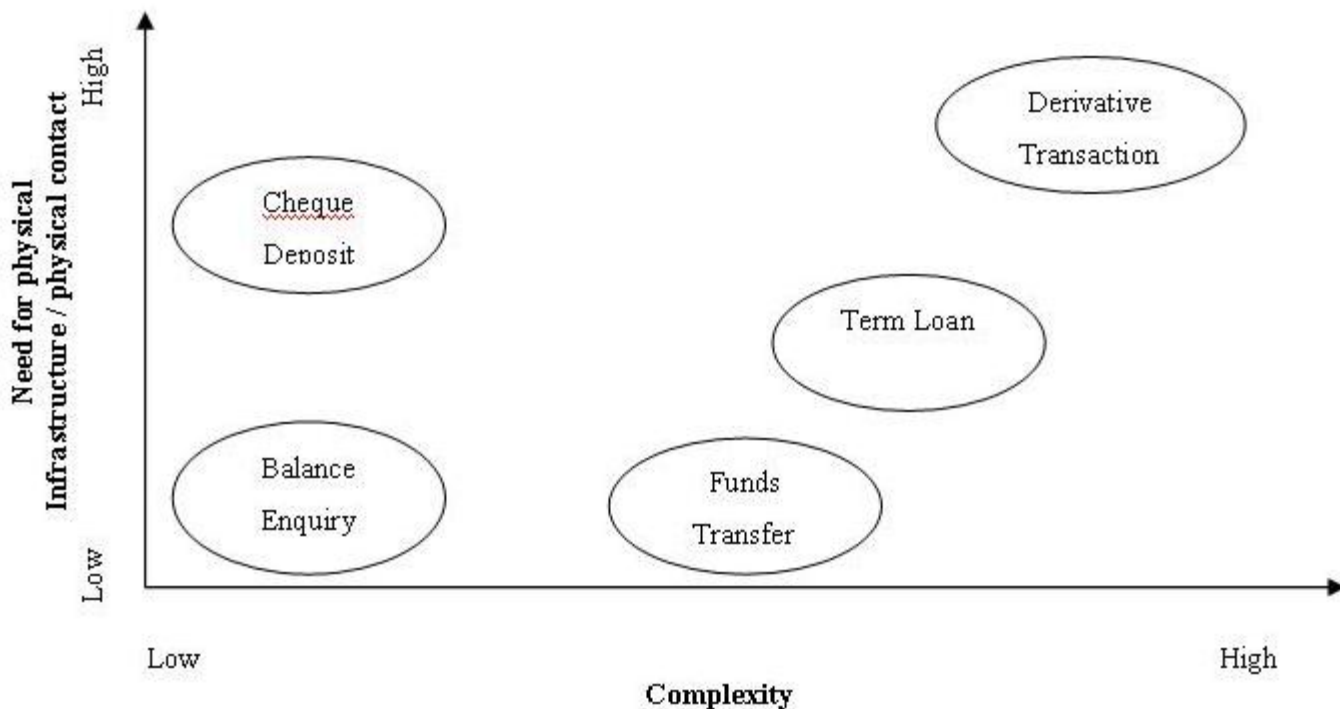 High
Need for physical
Infrastructure / physical contact
Low
Derivative
Transaction
Cheque
Deposit
Term Loan
Balance
Enquiry
Funds
Transfer
Low
High
Complexity